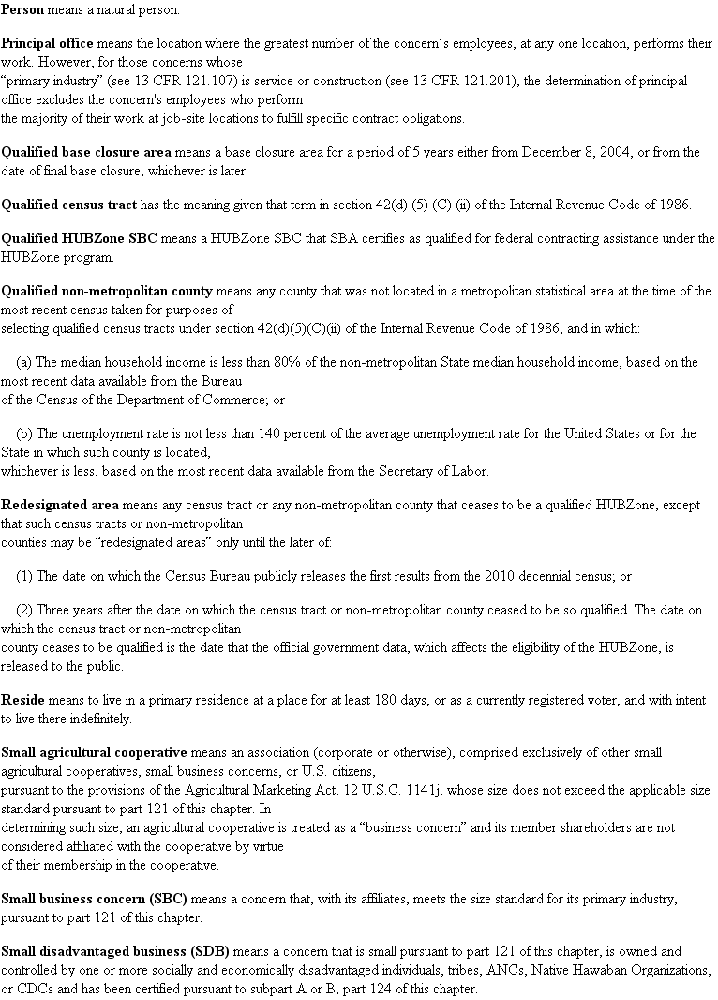 Person means a natural person.
Principal office means the location where the greatest number of the concern's employees, at any one location, performs their
work. However, for those concerns whose
“primary industry” (see 13 CFR 121.107) is service or construction (see 13 CFR 121.201), the determination of principal
office excludes the concern's employees who perform
the majority of their work at job-site locations to fulfill specific contract obligations.
Qualified base closure area means a base closure area for a period of 5 years either from December 8, 2004, or from the
date of final base closure, whichever is later.
Qualified census tract has the meaning given that term in section 42(d) (5) (C) (ii) of the Internal Revenue Code of 1986.
Qualified HUBZone SBC means a HUBZone SBC that SBA certifies as qualified for federal contracting assistance under the
HUBZone program.
Qualified non-metropolitan county means any county that was not located in a metropolitan statistical area at the time of the
most recent census taken for purposes of
selecting qualified census tracts under section 42(d)(5)(C)(ii) of the Internal Revenue Code of 1986, and in which:
(a) The median household income is less than 80% of the non-metropolitan State median household income, based on the
most recent data available from the Bureau
of the Census of the Department of Commerce; or
(b) The unemployment rate is not less than 140 percent of the average unemployment rate for the United States or for the
State in which such county is located,
whichever is less, based on the most recent data available from the Secretary of Labor.
Redesignated area means any census tract or any non-metropolitan county that ceases to be a qualified HUBZone, except
that such census tracts or non-metropolitan
counties may be “redesignated areas” only until the later of:
(1) The date on which the Census Bureau publicly releases the first results from the 2010 decennial census; or
(2) Three years after the date on which the census tract or non-metropolitan county ceased to be so qualified. The date on
which the census tract or non-metropolitan
county ceases to be qualified is the date that the official government data, which affects the eligibility of the HUBZone, is
released to the public.
Reside means to live in a primary residence at a place for at least 180 days, or as a currently registered voter, and with intent
to live there indefinitely.
Small agricultural cooperative means an association (corporate or otherwise), comprised exclusively of other small
agricultural cooperatives, small business concerns, or U.S. citizens,
pursuant to the provisions of the Agricultural Marketing Act, 12 U.S.C. 1141j, whose size does not exceed the applicable size
standard pursuant to part 121 of this chapter. In
determining such size, an agricultural cooperative is treated as a “business concern” and its member shareholders are not
considered affiliated with the cooperative by virtue
of their membership in the cooperative.
Small business concern (SBC) means a concern that, with its affiliates, meets the size standard for its primary industry,
pursuant to part 121 of this chapter.
Small disadvantaged business (SDB) means a concern that is small pursuant to part 121 of this chapter, is owned and
controlled by one or more socially and economically disadvantaged individuals, tribes, ANCs, Native Hawaban Organizations,
or CDCs and has been certified pursuant to subpart A or B, part 124 of this chapter.